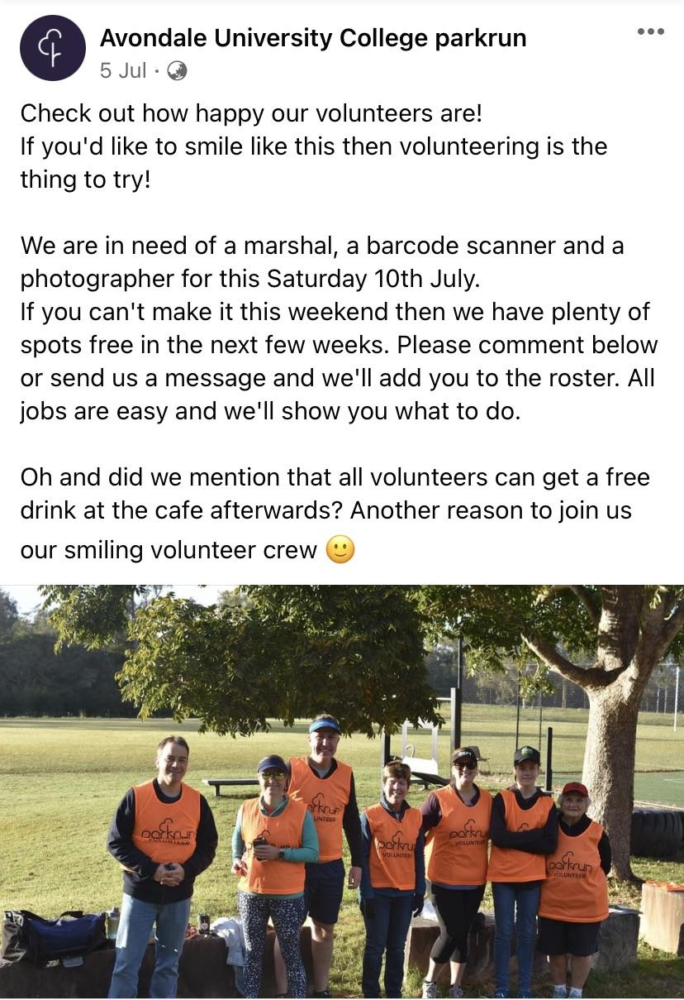 Avondale University College parkrun
5 Jul ·
Check out how happy our volunteers are!
If you'd like to smile like this then volunteering is the
thing to try!
We are in need of a marshal, a barcode scanner and a
photographer for this Saturday 10th July.
If you can't make it this weekend then we have plenty of
spots free in the next few weeks. Please comment below
or send us a message and we'll add you to the roster. All
jobs are easy and we'll show you what to do.
Oh and did we mention that all volunteers can get a free
drink at the cafe afterwards? Another reason to join us
our smiling volunteer crew 🙂
parkrun
VOLUNTEER
parkrun
VOLUNTEER